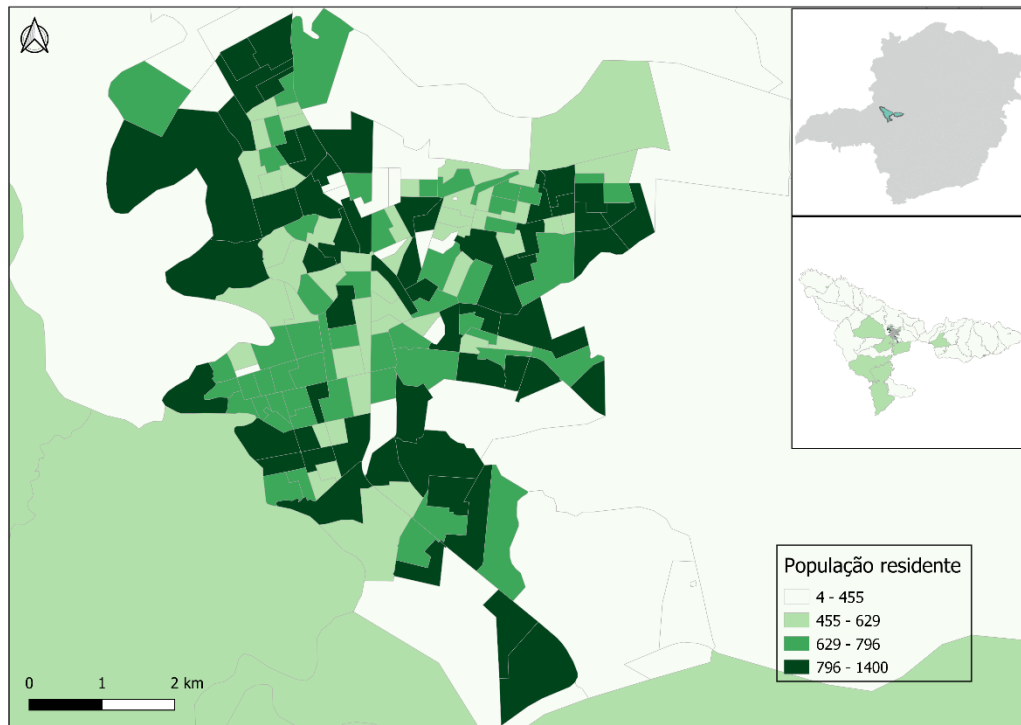 População residente
4 - 455
455 - 629
629 - 796
796 - 1400
0 1 2 km